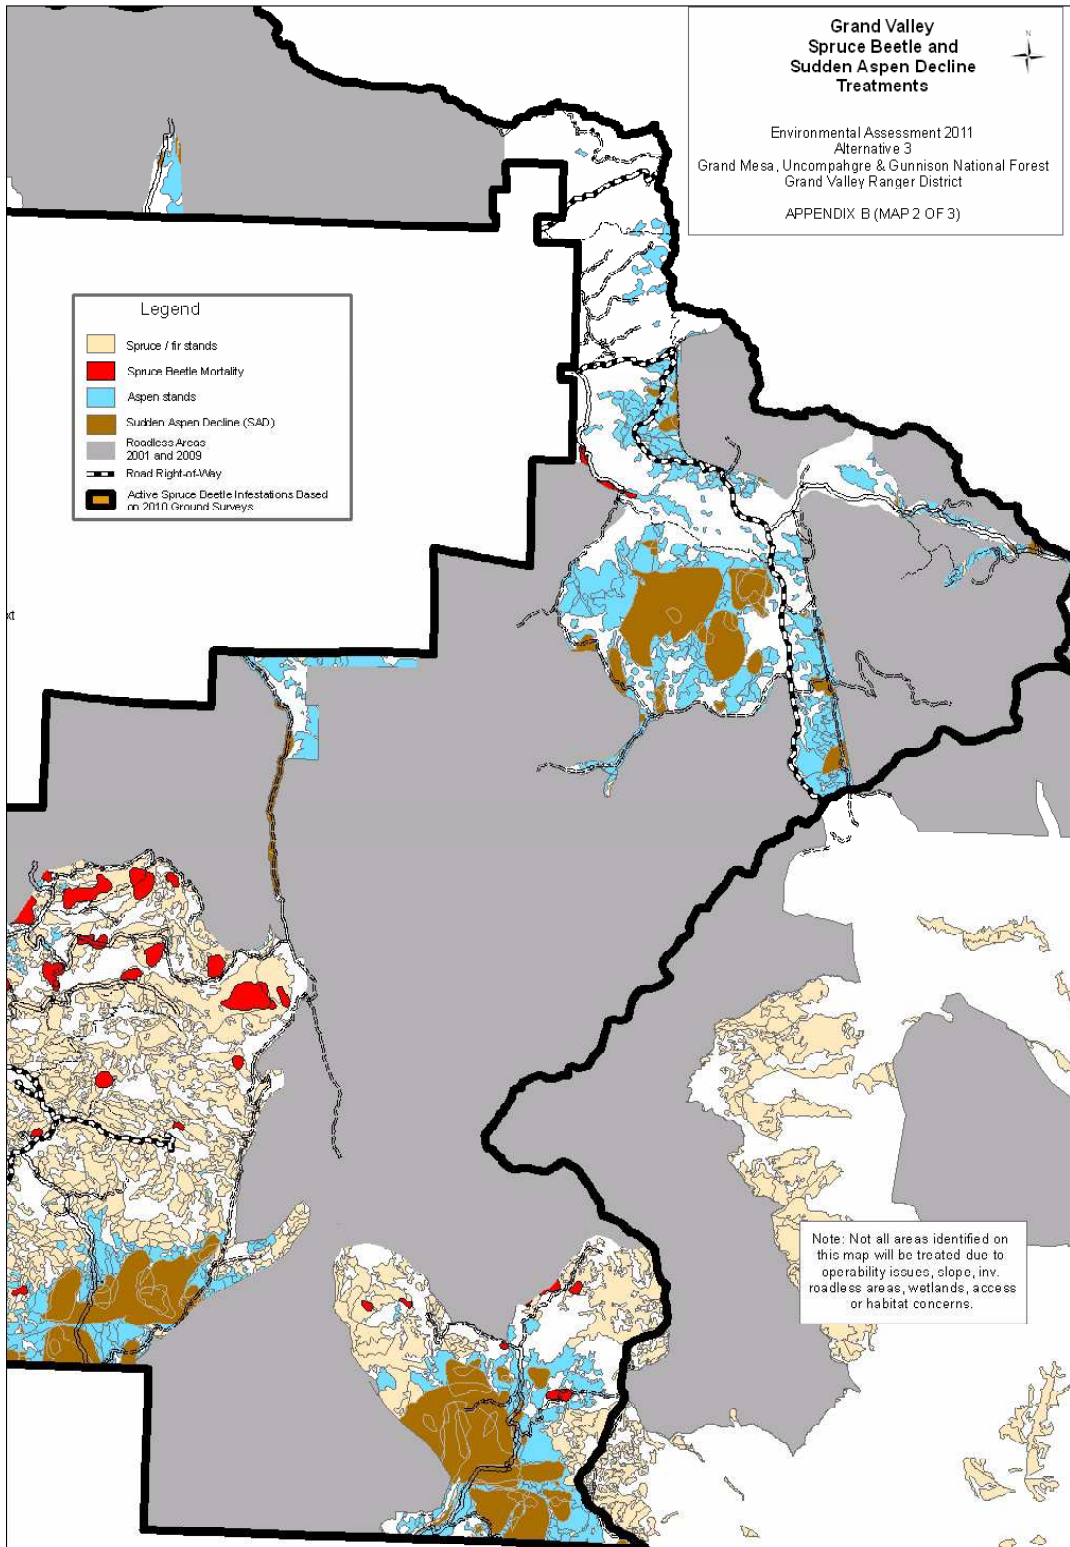 Grand Valley
Spruce Beetle and
Sudden Aspen Decline
Treatments
N
Environmental Assessment 2011
Alternative 3
Grand Mesa, Uncompahgre & Gunnison National Forest
Grand Valley Ranger District
APPENDIX B (MAP 2 OF 3)
Legend
Spruce / fir stands
Spruce Beetle Mortality
Aspen stands
Sudden Aspen Decline (SAD)
Roadless Areas
2001 and 2009
Road Right-of-Way
Active Spruce Beetle Infestations Based
on 2010 Ground Surveys
xt
Note: Not all areas identified on
this map will be treated due to
operability issues, slope, inv.
roadless areas, wetlands, access
or habitat concerns.